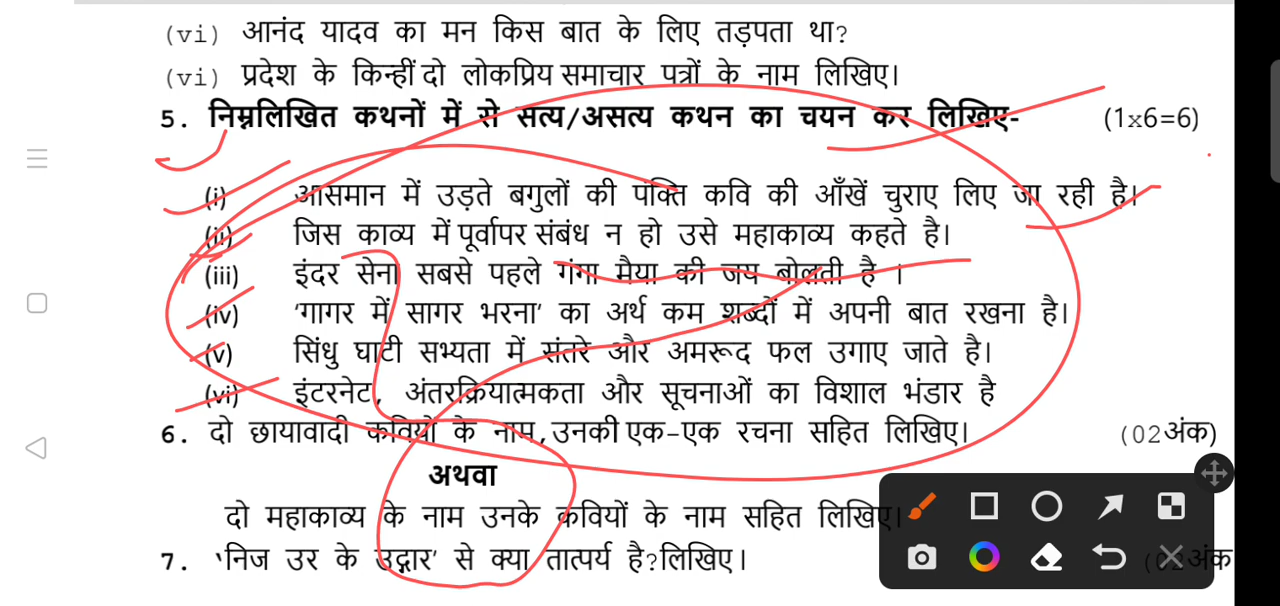 (vi) आनंद यादव का मन किस बात के लिए तड़पता था?
(vi) प्रदेश के किन्हीं दो लोकप्रिय समाचार पत्रों के नाम लिखिए।
5. निम्नलिखित कथनों में से सत्य/असत्य कथन का चयन कर लिखिए- (1x6=6)
(i) आसमान में उड़ते बगुलों की पंक्ति कवि की आँखें चुराए लिए जा रही है।
(ii) जिस काव्य में पूर्वापर संबंध न हो उसे महाकाव्य कहते है।
(iii) इंदर सेना सबसे पहले गंगा मैया की जय बोलती है ।
(iv) 'गागर में सागर भरना' का अर्थ कम शब्दों में अपनी बात रखना है।
(v) सिंधु घाटी सभ्यता में संतरे और अमरूद फल उगाए जाते है।
(vi) इंटरनेट, अंतरक्रियात्मकता और सूचनाओं का विशाल भंडार है
6. दो छायावादी कवियों के नाम,उनकी एक-एक रचना सहित लिखिए। (02अंक)
अथवा
दो महाकाव्य के नाम उनके कवियों के नाम सहित लिखिए।
7. 'निज उर के उद्गार' से क्या तात्पर्य है?लिखिए। (02अंक